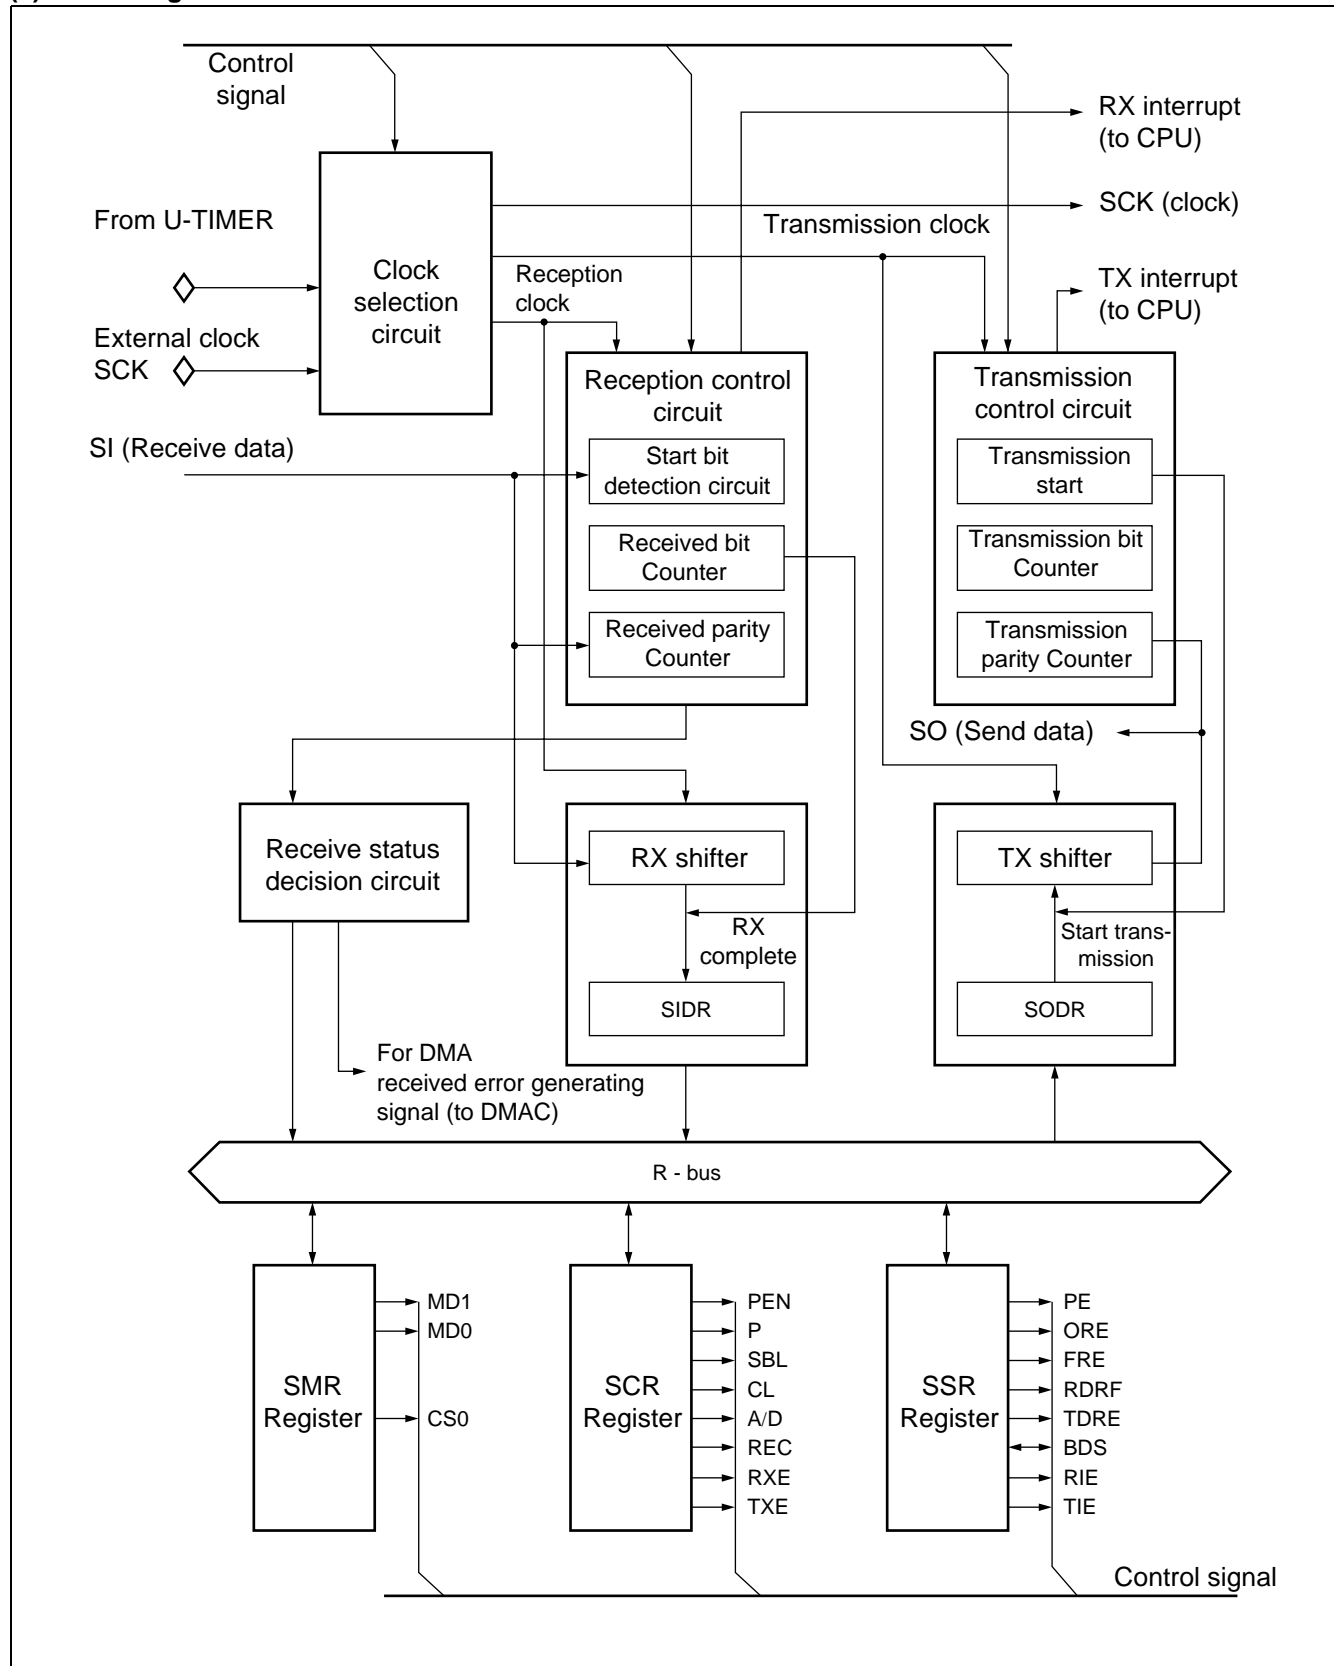 Control
signal
RX interrupt
(to CPU)
From U-TIMER
SCK (clock)
Transmission clock
Clock
selection
circuit
Reception
clock
TX interrupt
(to CPU)
External clock
SCK
Reception control
circuit
Transmission
control circuit
SI (Receive data)
Start bit
detection circuit
Transmission
start
Received bit
Counter
Transmission bit
Counter
Received parity
Counter
Transmission
parity Counter
SO (Send data)
Receive status
decision circuit
RX shifter
TX shifter
RX
complete
Start trans-
mission
SIDR
SODR
For DMA
received error generating
signal (to DMAC)
R - bus
SMR
Register
MD1
MD0
CS0
SCR
Register
PEN
P
SBL
CL
A/D
REC
RXE
TXE
SSR
Register
PE
ORE
FRE
RDRF
TDRE
BDS
RIE
TIE
Control signal